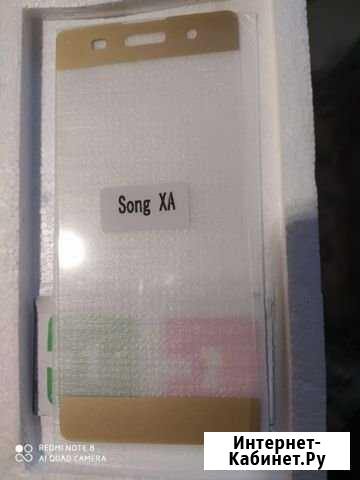 Song XA
REDMI NOTE 8
AI QUAD CAMERA
Интернет-
Кабинет.Ру